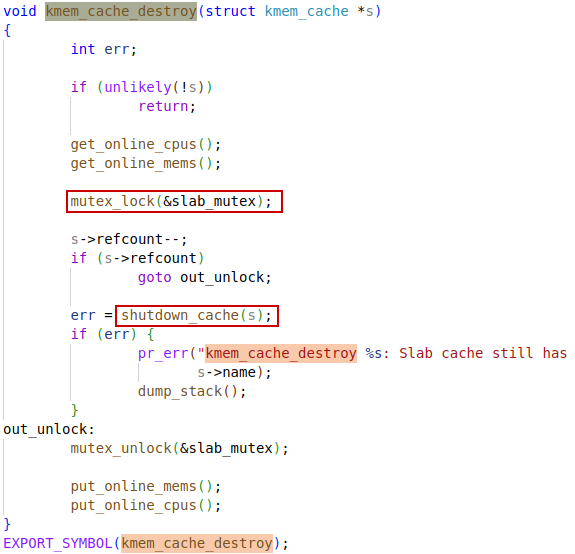 void kmem_cache_destroy(struct kmem_cache *s)
{
int err;
if (unlikely(!s))
return;
get_online_cpus();
get_online_mems();
mutex_lock(&slab_mutex);
s->refcount--;
if (s->refcount)
goto out_unlock;
err = shutdown_cache(s);
if (err) {
pr_err("kmem_cache_destroy %s: Slab cache still has
s->name);
dump_stack();
}
out_unlock:
mutex_unlock(&slab_mutex);
put_online_mems();
put_online_cpus();
}
EXPORT_SYMBOL(kmem_cache_destroy);